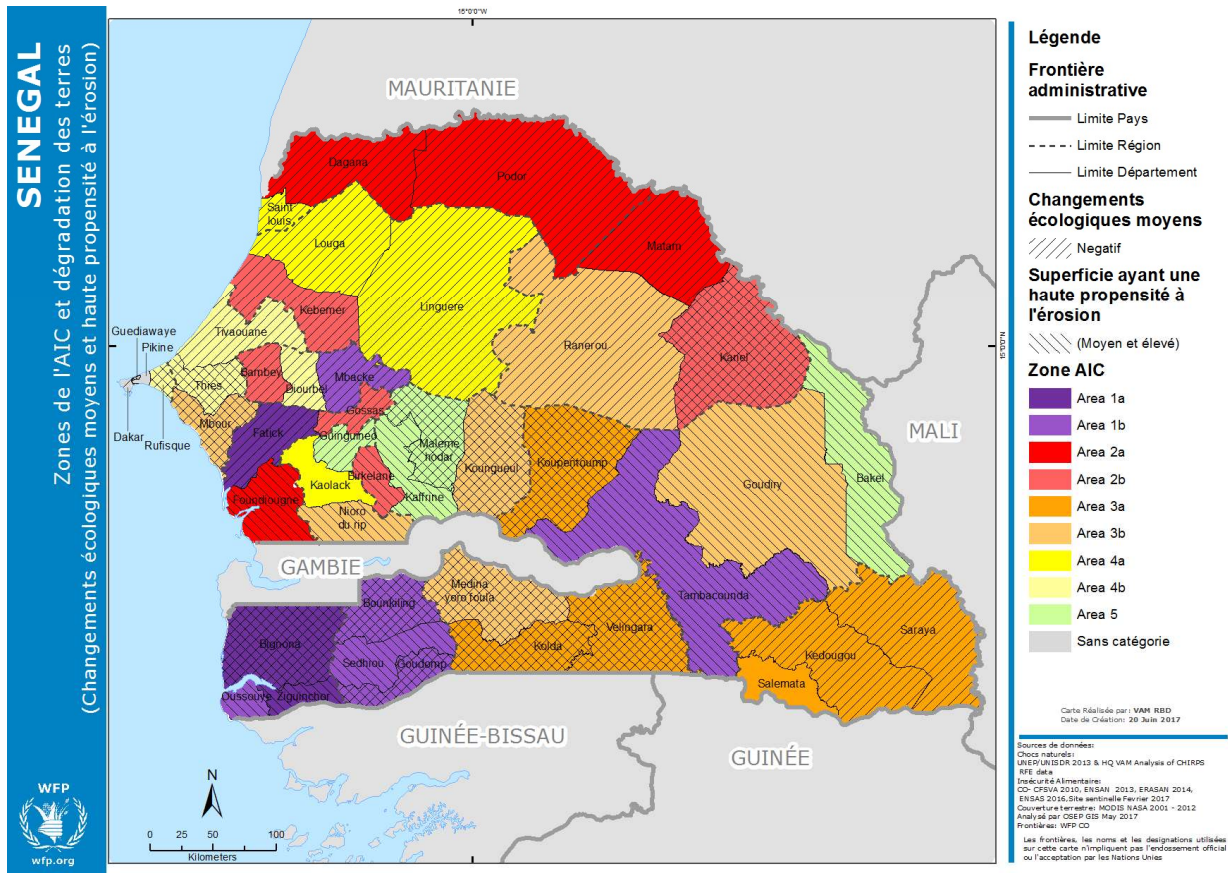 SENEGAL
Zones de l'AIC et dégradation des terres
(Changements écologiques moyens et haute propensité à l'érosion)
WFP
wfp.org
15°0'0"W
15°0'0"N
MAURITANIE
MALI
GAMBIE
GUINÉE-BISSAU
GUINÉE
Dagana
Podor
Saint
louis
Louga
Matam
Linguere
Kebemer
Guediawaye
Tivaouane
Pikine
Ranerou
Kanel
Bambey
Mbacke
Thies
Diourbel
Gossas
Mbour
Dakar
Rufisque
Fatick
Guinguineo
Maleme
hodar
Koungueul
Koupentoump
Birkelane
Kaolack
Goudiry
Bakel
Kaffrine
Foundiougne
Nioro
du rip
Medina
yoro foula
Tambacounda
Bounkiling
Velingara
Saraya
Bignona
Kolda
Kedougou
Sedhiou
Goudomp
Salemata
Oussouye
Ziguinchor
N
0 25 50 100
Kilometers
Légende
Frontière
administrative
Limite Pays
Limite Région
Limite Département
Changements
écologiques moyens
Negatif
Superficie ayant une
haute propensité à
l'érosion
(Moyen et élevé)
Zone AIC
Area 1a
Area 1b
Area 2a
Area 2b
Area 3a
Area 3b
Area 4a
Area 4b
Area 5
Sans catégorie
Carte Réalisée par: VAM RBD
Date de Création: 20 Juin 2017
Sources de données:
Chocs naturels:
UNEP/UNISDR 2013 & HQ VAM Analysis of CHIRPS
RFE data
Insécurité Alimentaire:
CO- CFSVA 2010, ENSAN 2013, ERASAN 2014,
ENSAS 2016,Site sentinelle Fevrier 2017
Couverture terrestre: MODIS NASA 2001 - 2012
Analysé par OSEP GIS May 2017
Frontières: WFP CO
Les frontières, les noms et les designations utilisées
sur cette carte n'impliquent pas l'endossement official
ou l'acceptation par les Nations Unies